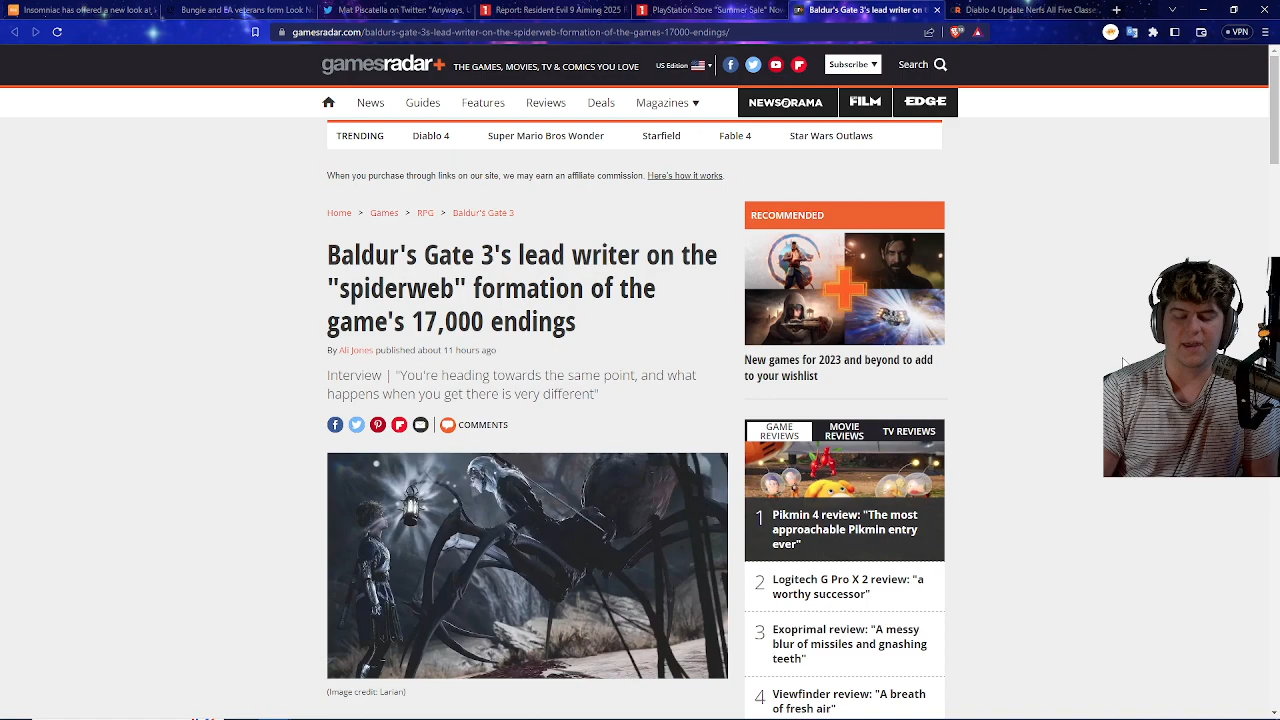 Insomniac has offered a new look at
Bungie and EA veterans form Look N
Mat Piscatella on Twitter: "Anyways,
Report: Resident Evil 9 Aiming 2025
PlayStation Store "Summer Sale" Now
Baldur's Gate 3's lead writer on
Diablo 4 Update Nerfs All Five Classe
gamesradar.com/baldurs-gate-3s-lead-writer-on-the-spiderweb-formation-of-the-games-17000-endings/
VPN
gamesradar+ THE GAMES, MOVIES, TV & COMICS YOU LOVE
US Edition
Subscribe ▼
Search
News Guides Features Reviews Deals Magazines ▼
NEWSARAMA FILM EDGE
TRENDING Diablo 4 Super Mario Bros Wonder Starfield Fable 4 Star Wars Outlaws
When you purchase through links on our site, we may earn an affiliate commission. Here's how it works.
Home > Games > RPG > Baldur's Gate 3
Baldur's Gate 3's lead writer on the
"spiderweb" formation of the
game's 17,000 endings
By Ali Jones published about 11 hours ago
Interview | "You're heading towards the same point, and what
happens when you get there is very different"
COMMENTS
(Image credit: Larian)
RECOMMENDED
New games for 2023 and beyond to add
to your wishlist
GAME
REVIEWS
MOVIE
REVIEWS
TV REVIEWS
1 Pikmin 4 review: "The most
approachable Pikmin entry
ever"
2 Logitech G Pro X 2 review: "a
worthy successor"
3 Exoprimal review: "A messy
blur of missiles and gnashing
teeth"
4 Viewfinder review: "A breath
of fresh air"